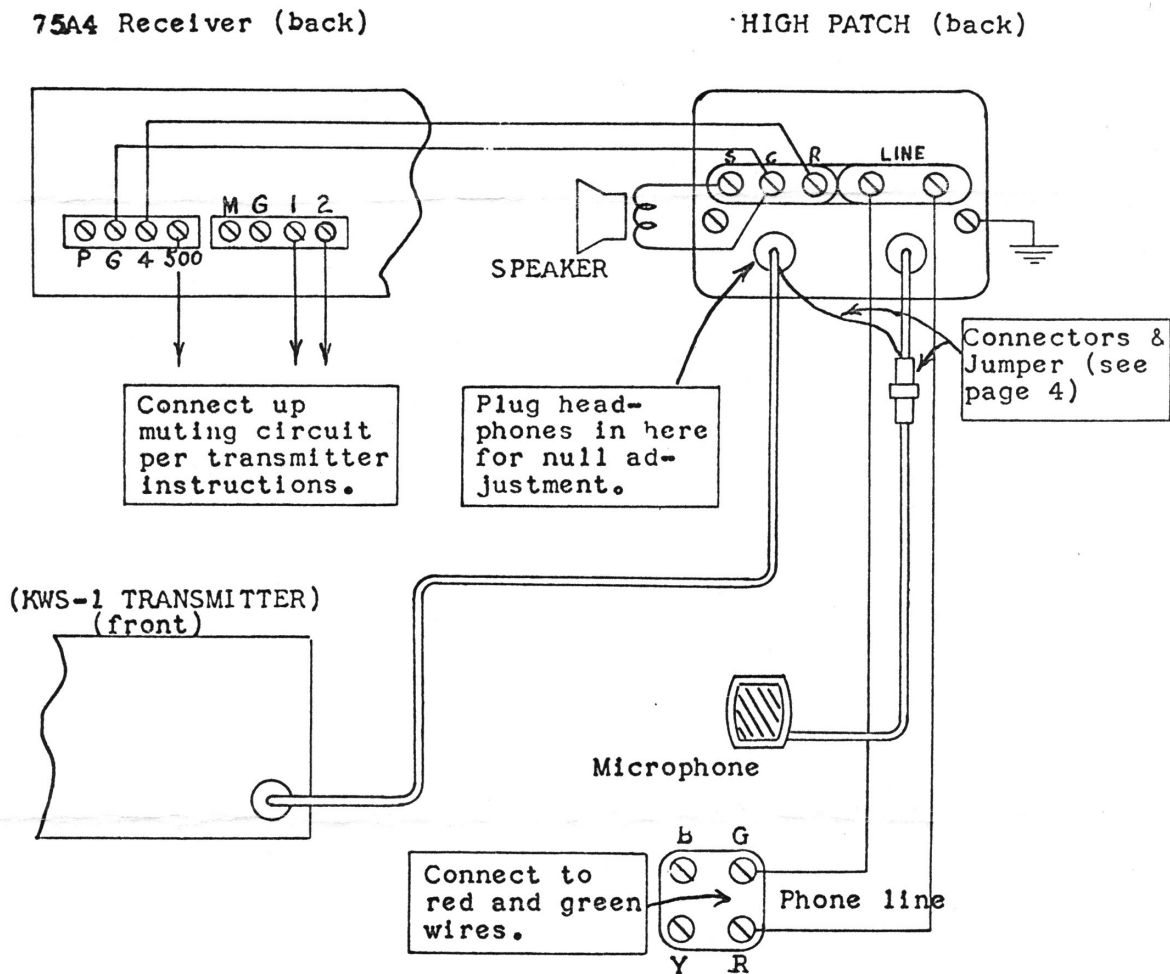 75A4 Receiver (back)
HIGH PATCH (back)
S G R LINE
M G 1 2
P G 4 500
SPEAKER
Connectors &
Jumper (see
page 4)
Connect up
muting circuit
per transmitter
instructions.
Plug head-
phones in here
for null ad-
justment.
(KWS-1 TRANSMITTER)
(front)
Microphone
B G
Connect to
red and green
wires.
Phone line
Y R